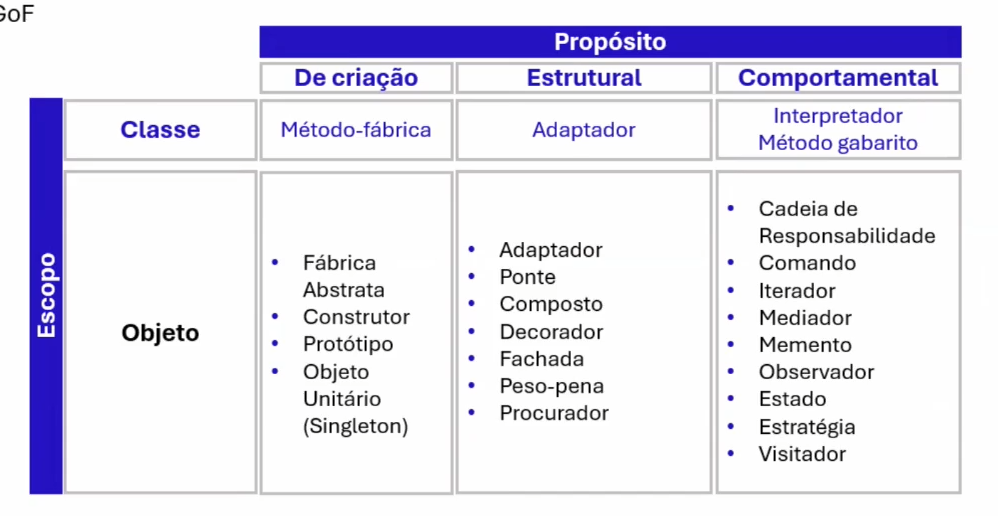 GoF
Propósito
De criação
Estrutural
Comportamental
Escopo
Classe
Método-fábrica
Adaptador
Interpretador
Método gabarito
Objeto
• Fábrica
Abstrata
• Construtor
• Protótipo
• Objeto
Unitário
(Singleton)
• Adaptador
• Ponte
• Composto
• Decorador
• Fachada
• Peso-pena
• Procurador
• Cadeia de
Responsabilidade
• Comando
• Iterador
• Mediador
• Memento
• Observador
• Estado
• Estratégia
• Visitador